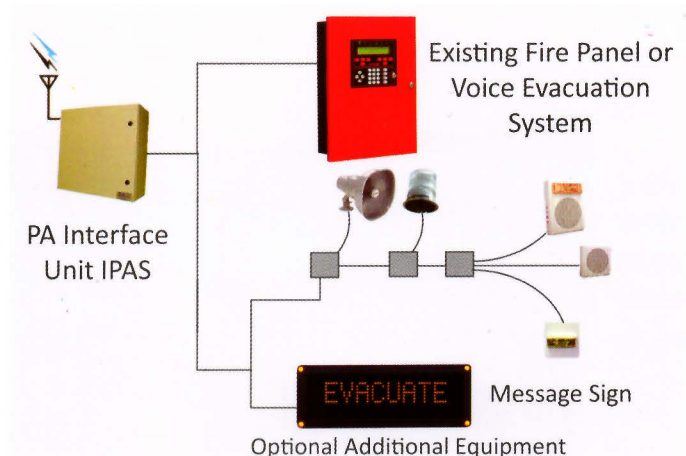 Existing Fire Panel or
Voice Evacuation
System
PA Interface
Unit IPAS
EVACUATE
Message Sign
Optional Additional Equipment